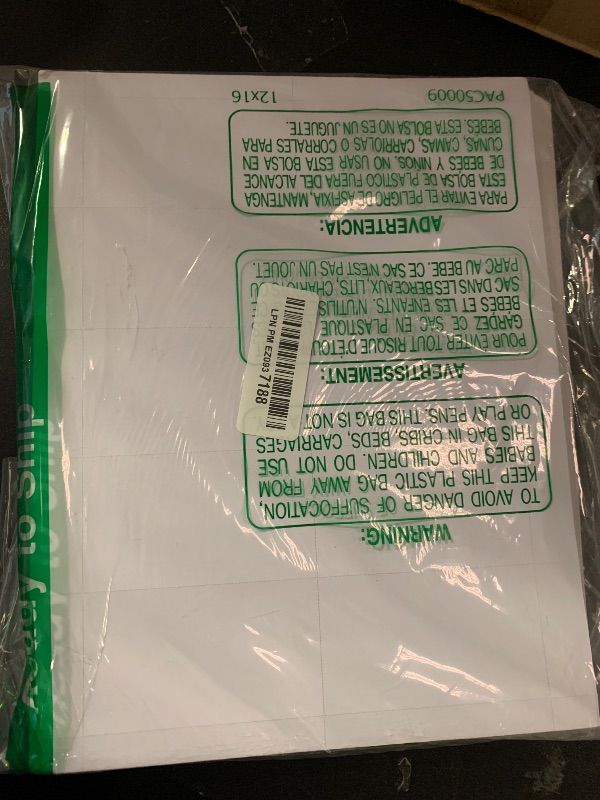 WARNING:
TO AVOID DANGER OF SUFFOCATION,
KEEP THIS PLASTIC BAG AWAY FROM
BABIES AND CHILDREN. DO NOT USE
THIS BAG IN CRIBS, BEDS, CARRIAGES
OR PLAY PENS. THIS BAG IS NOT
AVERTISSEMENT:
POUR EVITER TOUT RISQUE D'ETOU
GARDEZ CE SAC EN PLASTIQUE
BEBES ET LES ENFANTS. N'UTILIS
SAC DANS LES BERCEAUX, LITS, CHARIOTS OU
PARC AU BEBE. CE SAC N'EST PAS UN JOUET.
ADVERTENCIA:
PARA EVITAR EL PELIGRO DE ASFIXIA, MANTENGA
ESTA BOLSA DE PLASTICO FUERA DEL ALCANCE
DE BEBES Y NINOS. NO USAR ESTA BOLSA EN
CUNAS, CAMAS, CARRIOLAS O CORRALES PARA
BEBES. ESTA BOLSA NO ES UN JUGUETE.
PAC50009 12x16
LPN PM EZ093 7188
Ready to Ship